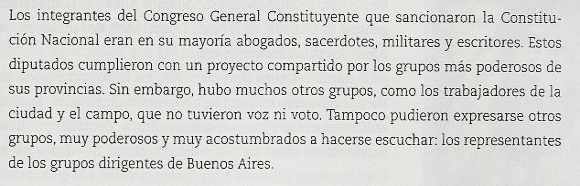 Los integrantes del Congreso General Constituyente que sancionaron la Constitu-
ción Nacional eran en su mayoría abogados, sacerdotes, militares y escritores. Estos
diputados cumplieron con un proyecto compartido por los grupos más poderosos de
sus provincias. Sin embargo, hubo muchos otros grupos, como los trabajadores de la
ciudad y el campo, que no tuvieron voz ni voto. Tampoco pudieron expresarse otros
grupos, muy poderosos y muy acostumbrados a hacerse escuchar: los representantes
de los grupos dirigentes de Buenos Aires.